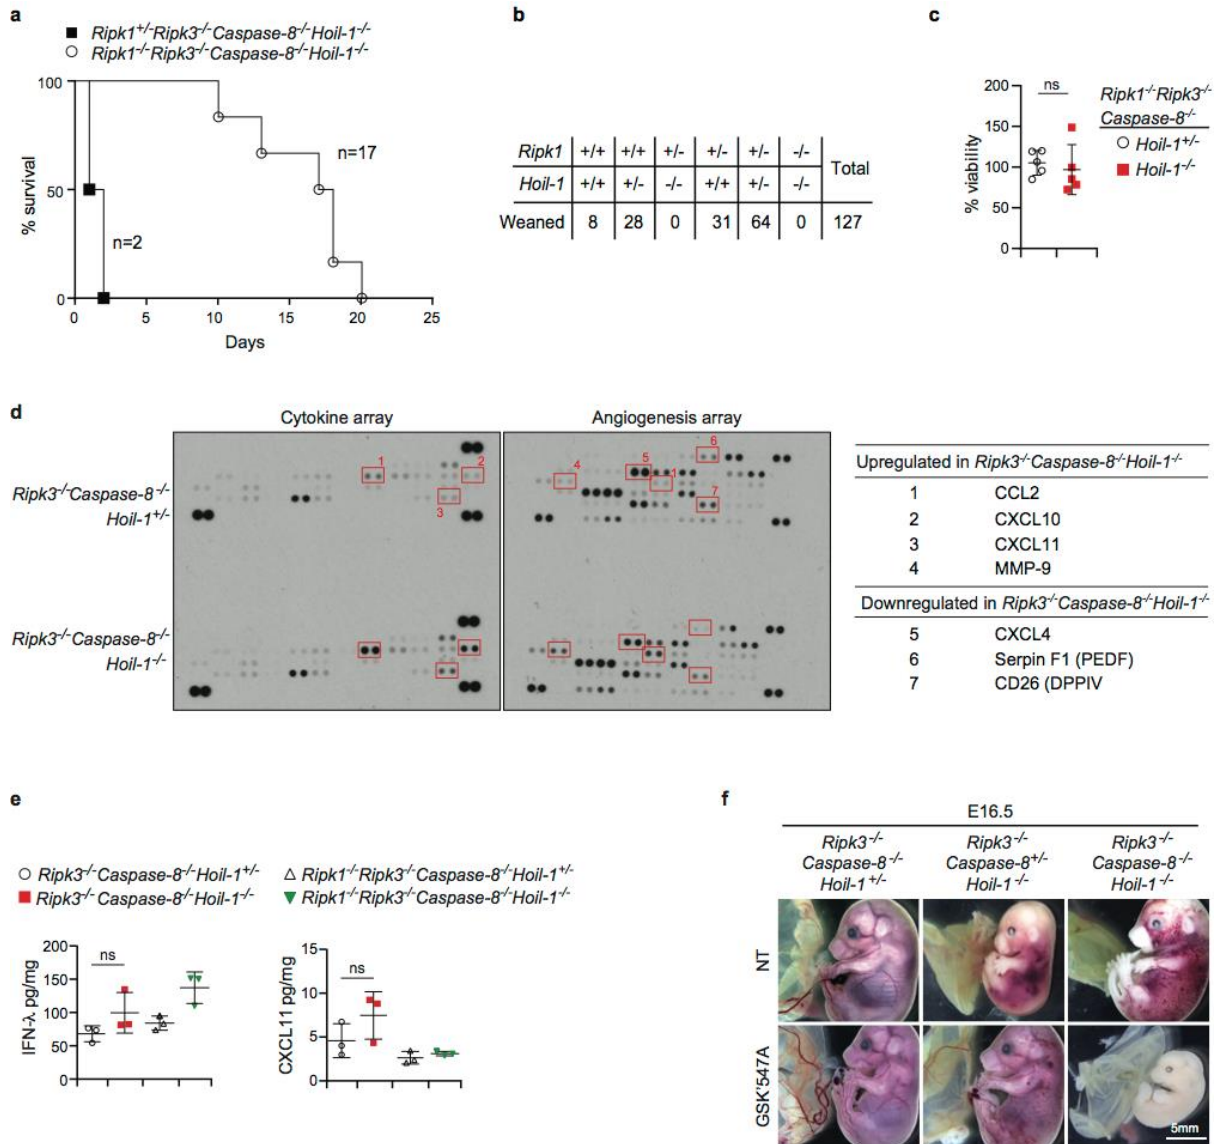 a
Ripk1+/-Ripk3-/-Caspase-8-/-Hoil-1-/-
Ripk1-/-Ripk3-/-Caspase-8-/-Hoil-1-/-
100
50
0
% survival
n=17
n=2
0 5 10 15 20 25
Days
b
Ripk1 +/+ +/+ +/- +/- +/- -/- Total
Hoil-1 +/+ +/- -/- +/+ +/- -/-
Weaned 8 28 0 31 64 0 127
c
200
150
100
50
0
% viability
ns
Ripk1-/-Ripk3-/-
Caspase-8-/-
Hoil-1+/-
Hoil-1-/-
d
Cytokine array
Angiogenesis array
Ripk3-/-Caspase-8-/-
Hoil-1+/-
Ripk3-/-Caspase-8-/-
Hoil-1-/-
1
2
3
4
5
6
1
7
Upregulated in Ripk3-/-Caspase-8-/-Hoil-1-/-
1 CCL2
2 CXCL10
3 CXCL11
4 MMP-9
Downregulated in Ripk3-/-Caspase-8-/-Hoil-1-/-
5 CXCL4
6 Serpin F1 (PEDF)
7 CD26 (DPPIV
e
Ripk3-/-Caspase-8-/-Hoil-1+/-
Ripk3-/-Caspase-8-/-Hoil-1-/-
Ripk1-/-Ripk3-/-Caspase-8-/-Hoil-1+/-
Ripk1-/-Ripk3-/-Caspase-8-/-Hoil-1-/-
200
150
100
50
0
IFN-λ pg/mg
ns
15
10
5
0
CXCL11 pg/mg
ns
f
E16.5
Ripk3-/-
Caspase-8-/-
Hoil-1+/-
Ripk3-/-
Caspase-8+/-
Hoil-1-/-
Ripk3-/-
Caspase-8-/-
Hoil-1-/-
NT
GSK'547A
5mm